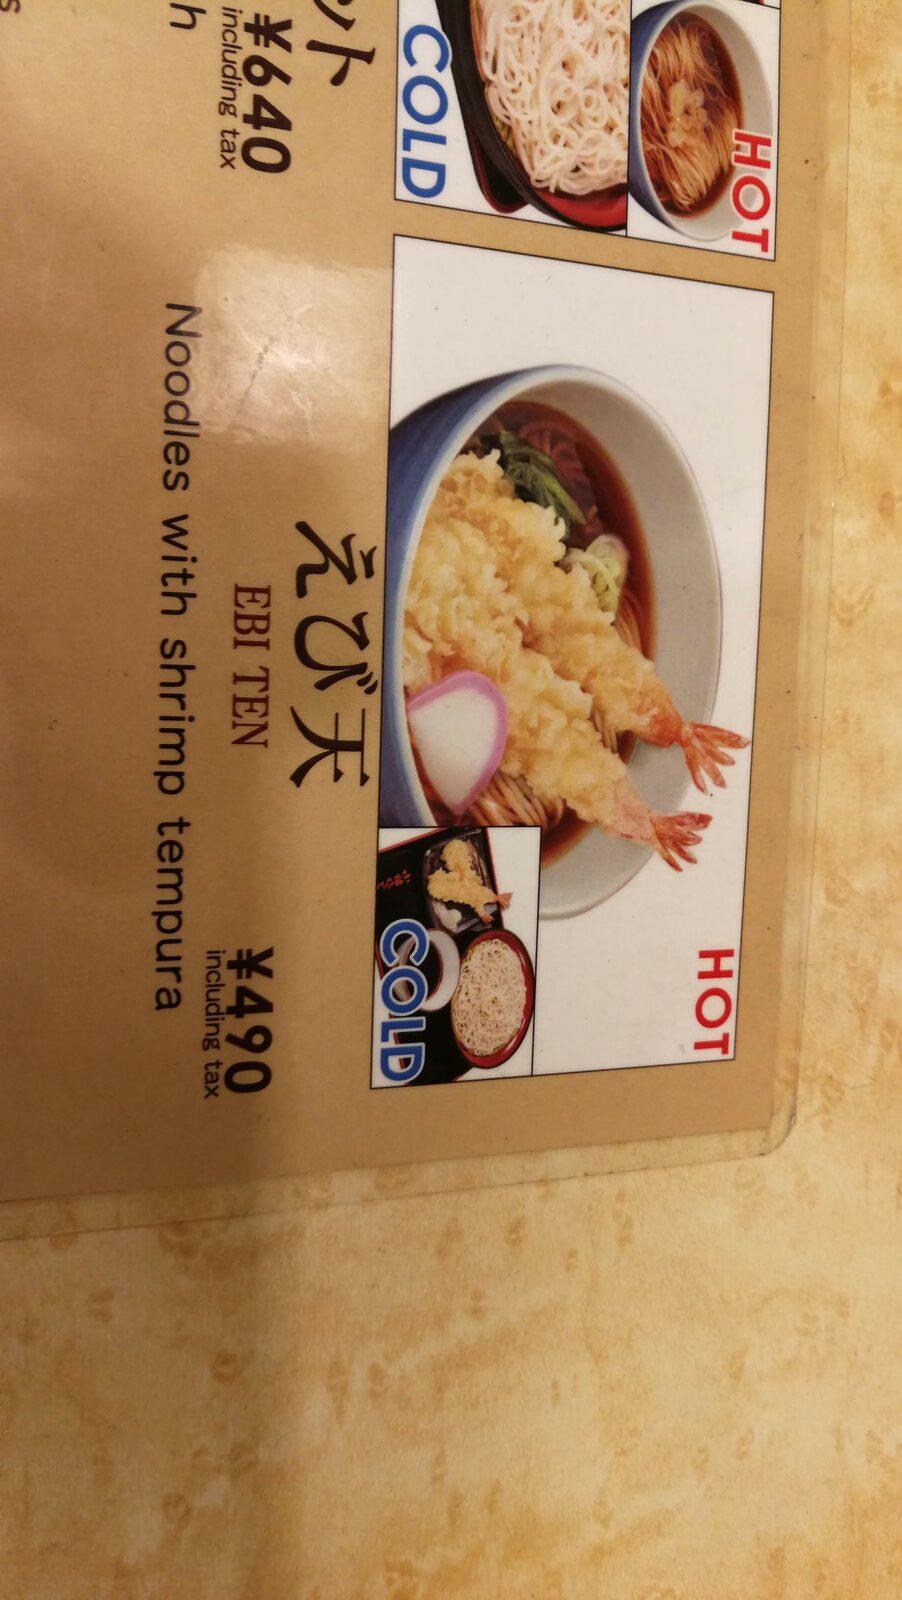 ット
¥640
including tax
h
s
COLD
HOT
HOT
COLD
えび天
EBI TEN
Noodles with shrimp tempura
¥490
including tax